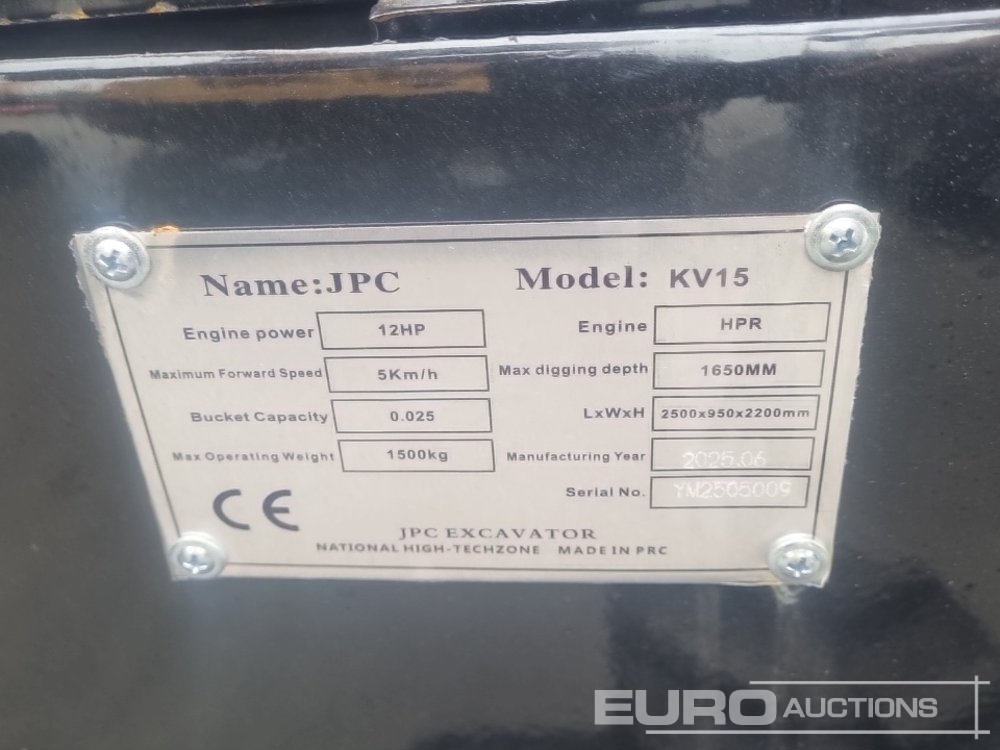 Name:JPC Model: KV15
Engine power 12HP Engine HPR
Maximum Forward Speed 5Km/h Max digging depth 1650MM
Bucket Capacity 0.025 LxWxH 2500x950x2200mm
Max Operating Weight 1500kg Manufacturing Year 2025.06
Serial No. YM2505009
CE
JPC EXCAVATOR
NATIONAL HIGH-TECHZONE MADE IN PRC
EURO AUCTIONS